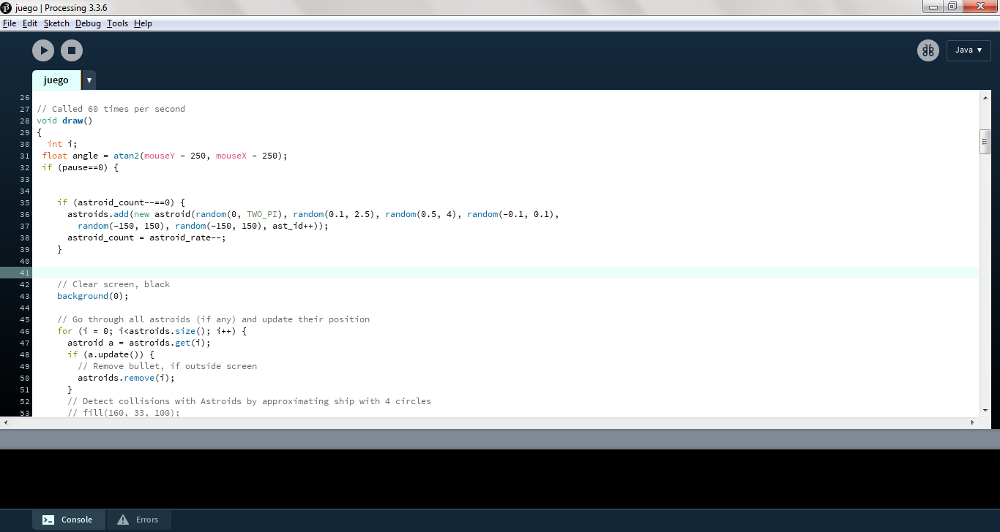 juego | Processing 3.3.6
File Edit Sketch Debug Tools Help
Java ▼
juego ▼
26
27 // Called 60 times per second
28 void draw()
29 {
30 int i;
31 float angle = atan2(mouseY - 250, mouseX - 250);
32 if (pause==0) {
33
34
35 if (astroid_count--==0) {
36 astroids.add(new astroid(random(0, TWO_PI), random(0.1, 2.5), random(0.5, 4), random(-0.1, 0.1),
37 random(-150, 150), random(-150, 150), ast_id++));
38 astroid_count = astroid_rate--;
39 }
40
41
42 // Clear screen, black
43 background(0);
44
45 // Go through all astroids (if any) and update their position
46 for (i = 0; i<astroids.size(); i++) {
47 astroid a = astroids.get(i);
48 if (a.update()) {
49 // Remove bullet, if outside screen
50 astroids.remove(i);
51 }
52 // Detect collisions with Astroids by approximating ship with 4 circles
53 // fill(160, 33, 100);
Console Errors